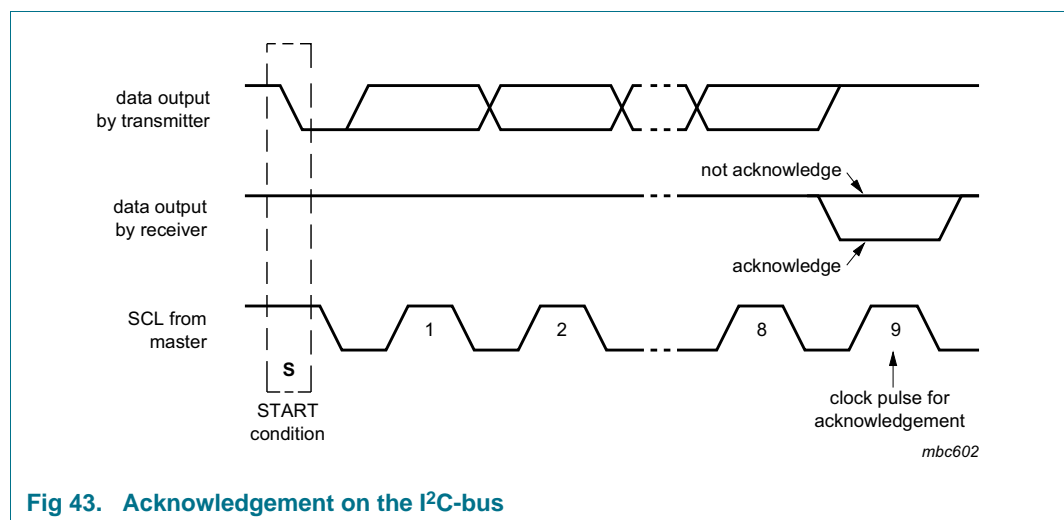 data output
by transmitter
not acknowledge
data output
by receiver
acknowledge
SCL from
master
1
2
8
9
S
START
condition
clock pulse for
acknowledgement
mbc602
Fig 43. Acknowledgement on the I²C-bus